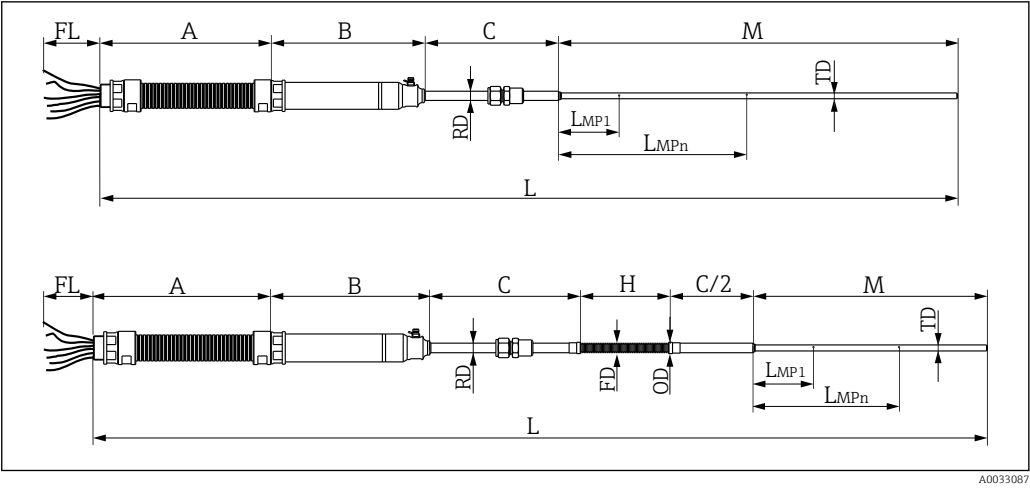 FL A B C M
TD
RD
LMP1
LMPn
L
FL A B C H C/2 M
TD
RD
FD
OD
LMP1
LMPn
L
A0033087